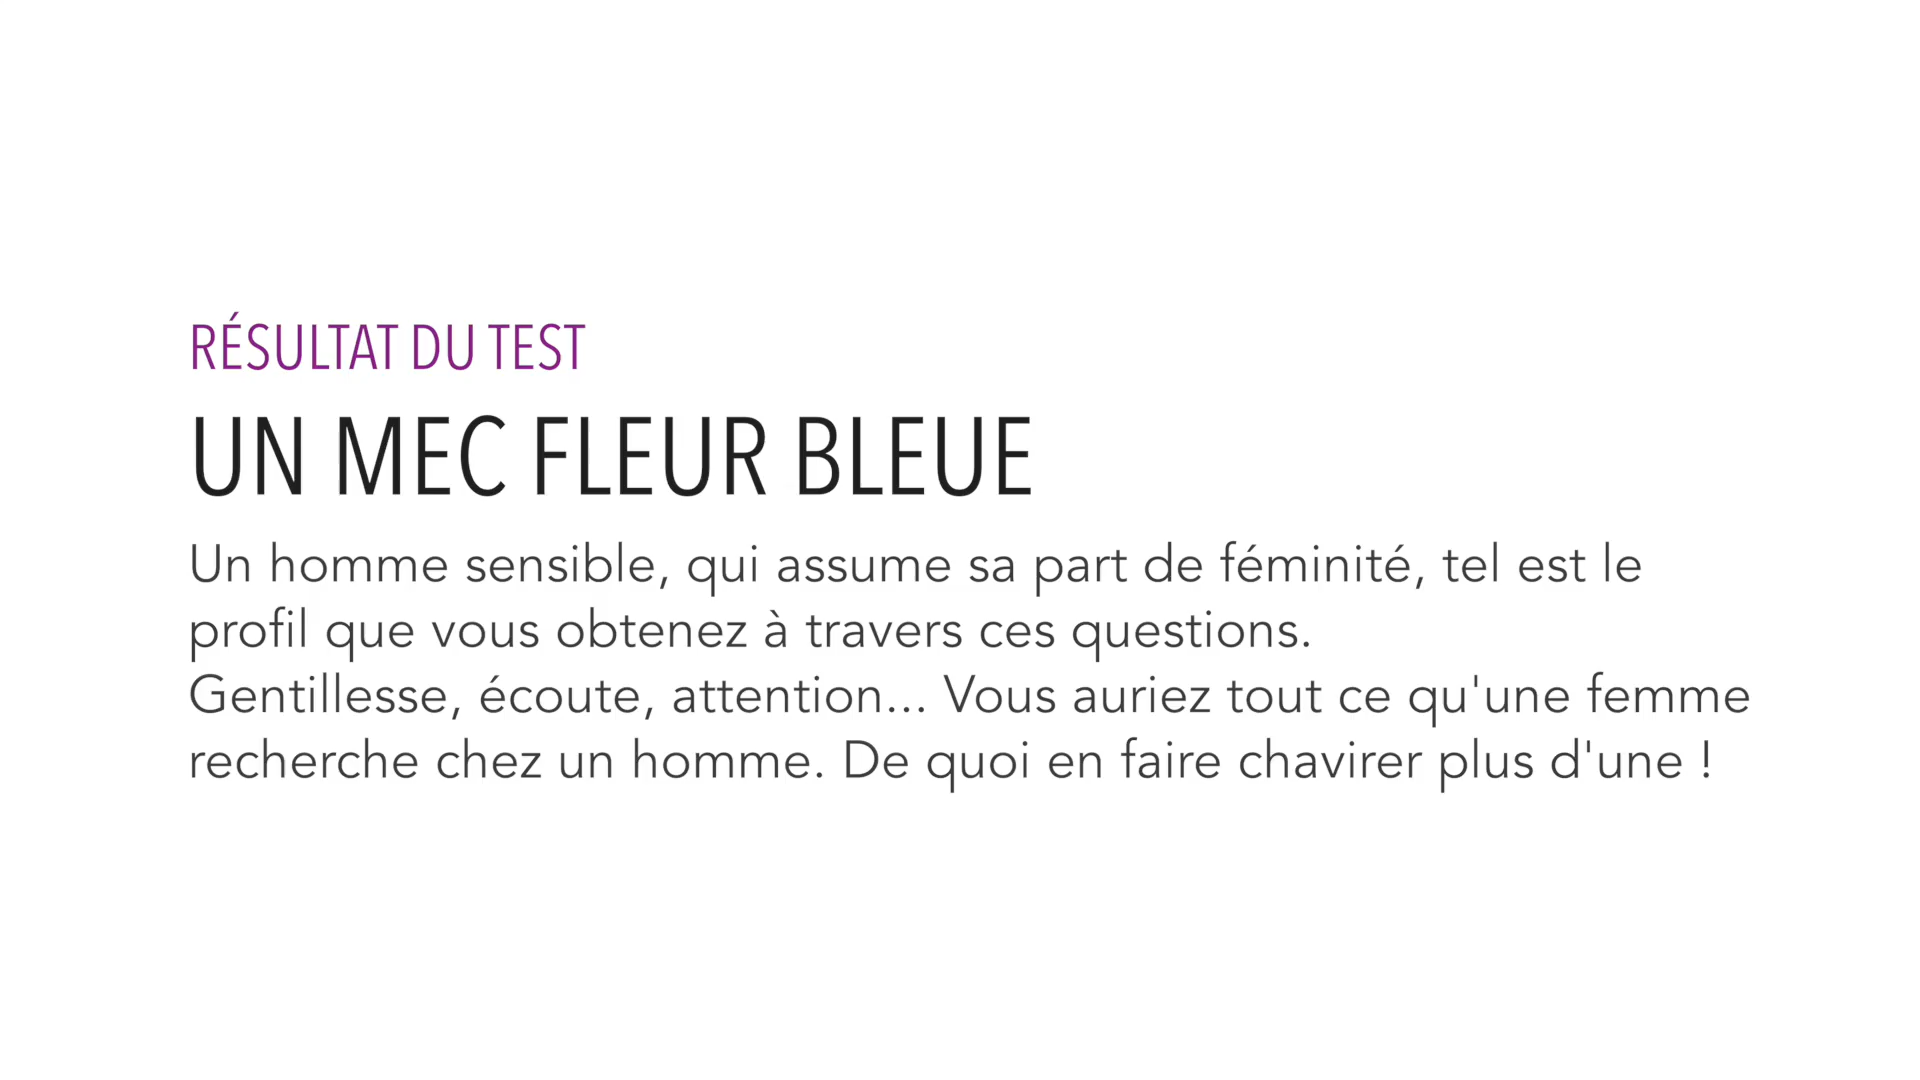 RÉSULTAT DU TEST
UN MEC FLEUR BLEUE
Un homme sensible, qui assume sa part de féminité, tel est le
profil que vous obtenez à travers ces questions.
Gentillesse, écoute, attention... Vous auriez tout ce qu'une femme
recherche chez un homme. De quoi en faire chavirer plus d'une !